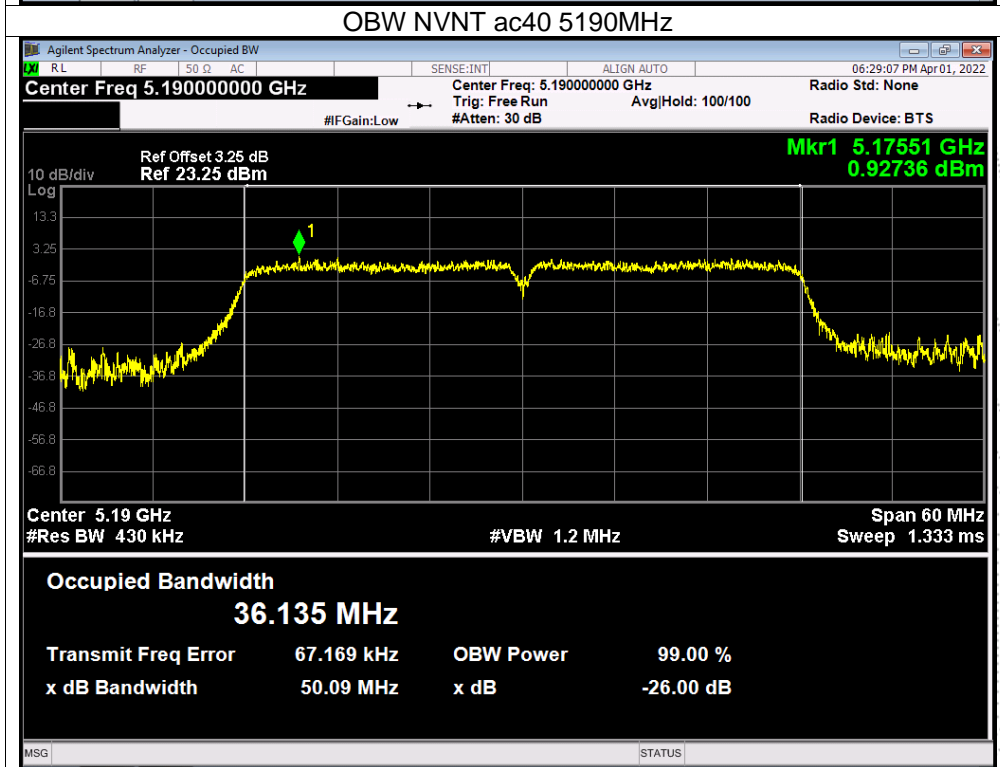 OBW NVNT ac40 5190MHz
Agilent Spectrum Analyzer - Occupied BW
LXI RL RF 50 Ω AC SENSE:INT ALIGN AUTO 06:29:07 PM Apr 01, 2022
Center Freq 5.190000000 GHz Center Freq: 5.190000000 GHz Radio Std: None
Trig: Free Run Avg|Hold: 100/100
#IFGain:Low #Atten: 30 dB Radio Device: BTS
Mkr1 5.17551 GHz
0.92736 dBm
Ref Offset 3.25 dB
10 dB/div Ref 23.25 dBm
Log
13.3
1
3.25
-6.75
-16.8
-26.8
-36.8
-46.8
-56.8
-66.8
Center 5.19 GHz Span 60 MHz
#Res BW 430 kHz #VBW 1.2 MHz Sweep 1.333 ms
Occupied Bandwidth
36.135 MHz
Transmit Freq Error 67.169 kHz OBW Power 99.00 %
x dB Bandwidth 50.09 MHz x dB -26.00 dB
MSG STATUS